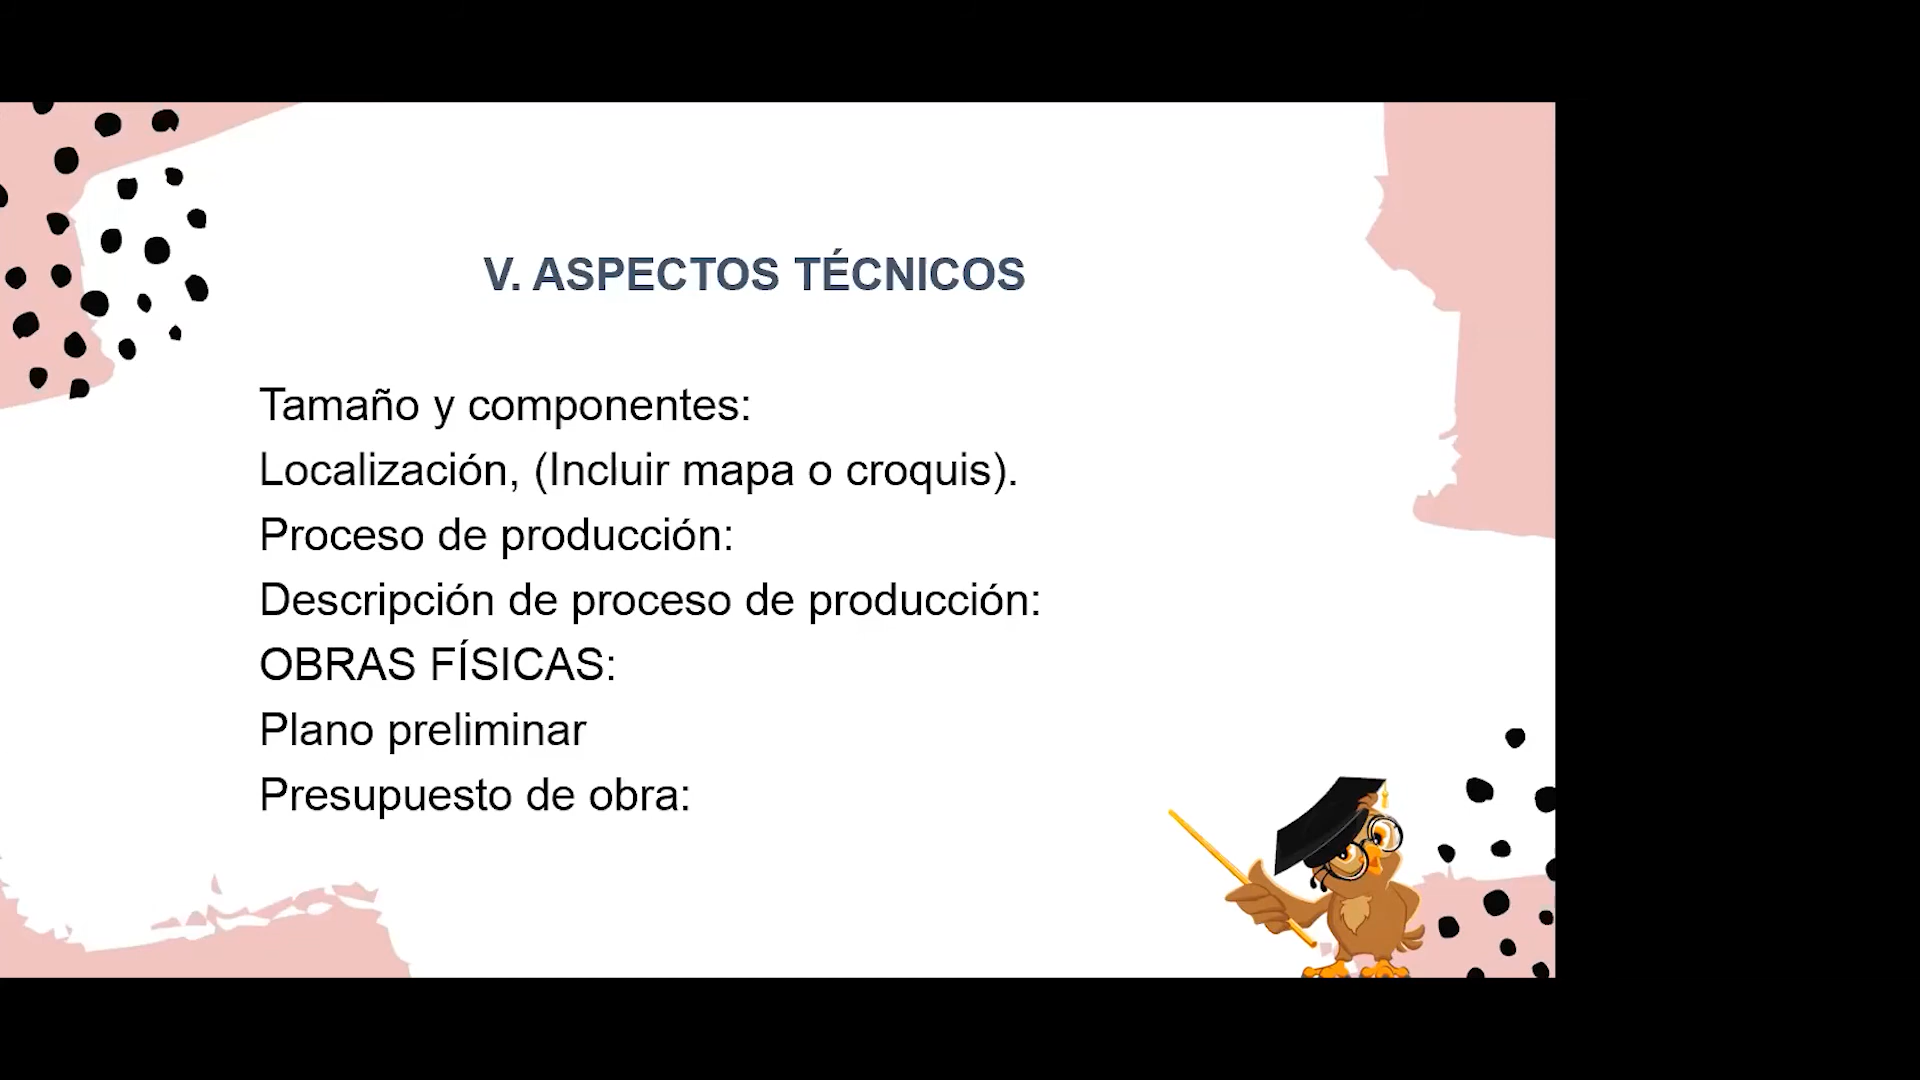 V. ASPECTOS TÉCNICOS
Tamaño y componentes:
Localización, (Incluir mapa o croquis).
Proceso de producción:
Descripción de proceso de producción:
OBRAS FÍSICAS:
Plano preliminar
Presupuesto de obra: